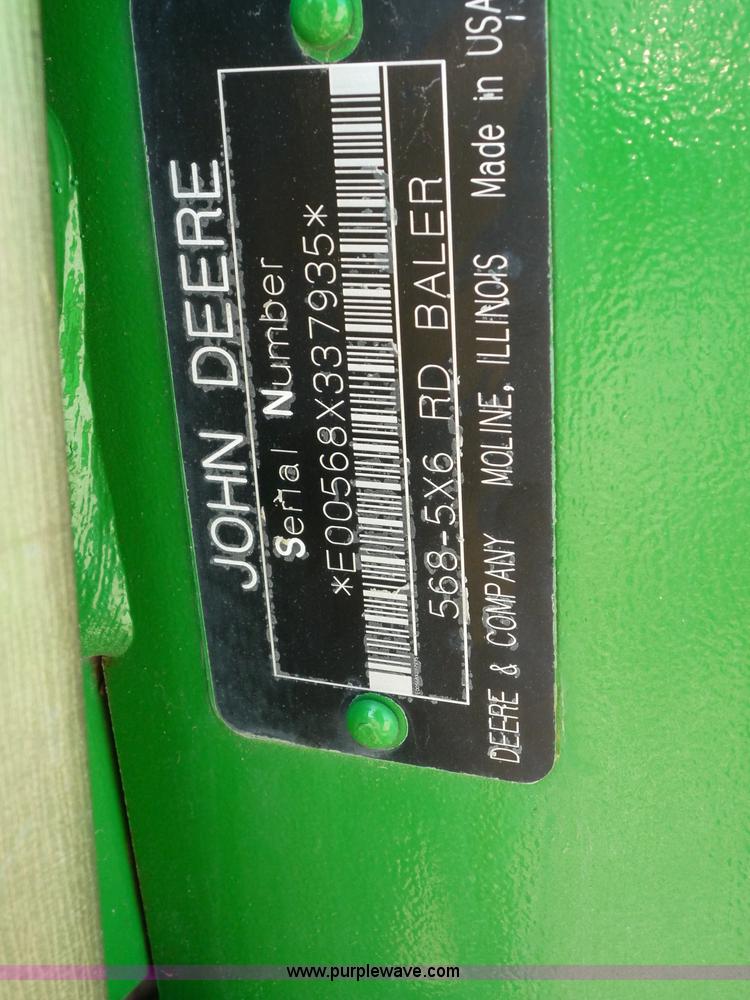 JOHN DEERE
Serial Number
*E00568X337935*
568-5X6 RD BALER
DEERE & COMPANY MOLINE, ILLINOIS Made in USA
www.purplewave.com